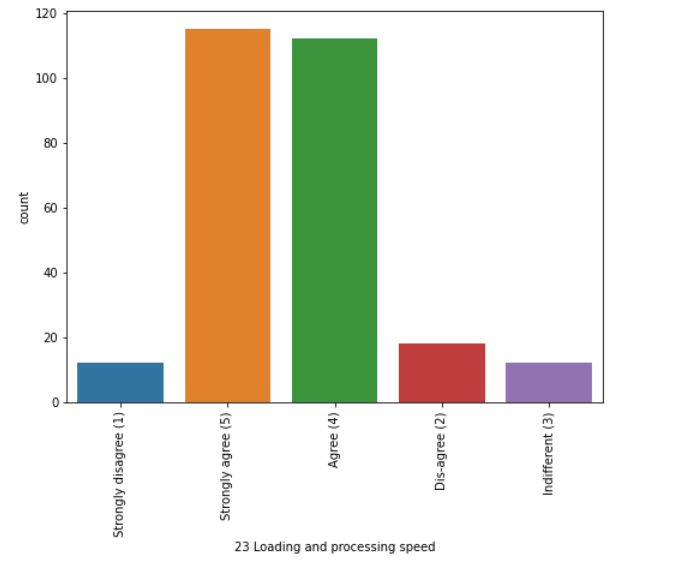 120
100
80
60
40
20
0
count
Strongly disagree (1)
Strongly agree (5)
Agree (4)
Dis-agree (2)
Indifferent (3)
23 Loading and processing speed